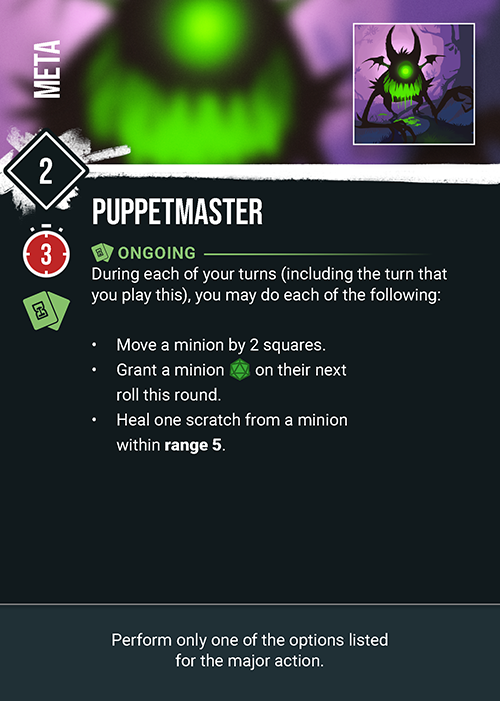 META
2
PUPPETMASTER
3
ONGOING
During each of your turns (including the turn that
you play this), you may do each of the following:
• Move a minion by 2 squares.
• Grant a minion on their next
roll this round.
• Heal one scratch from a minion
within range 5.
Perform only one of the options listed
for the major action.